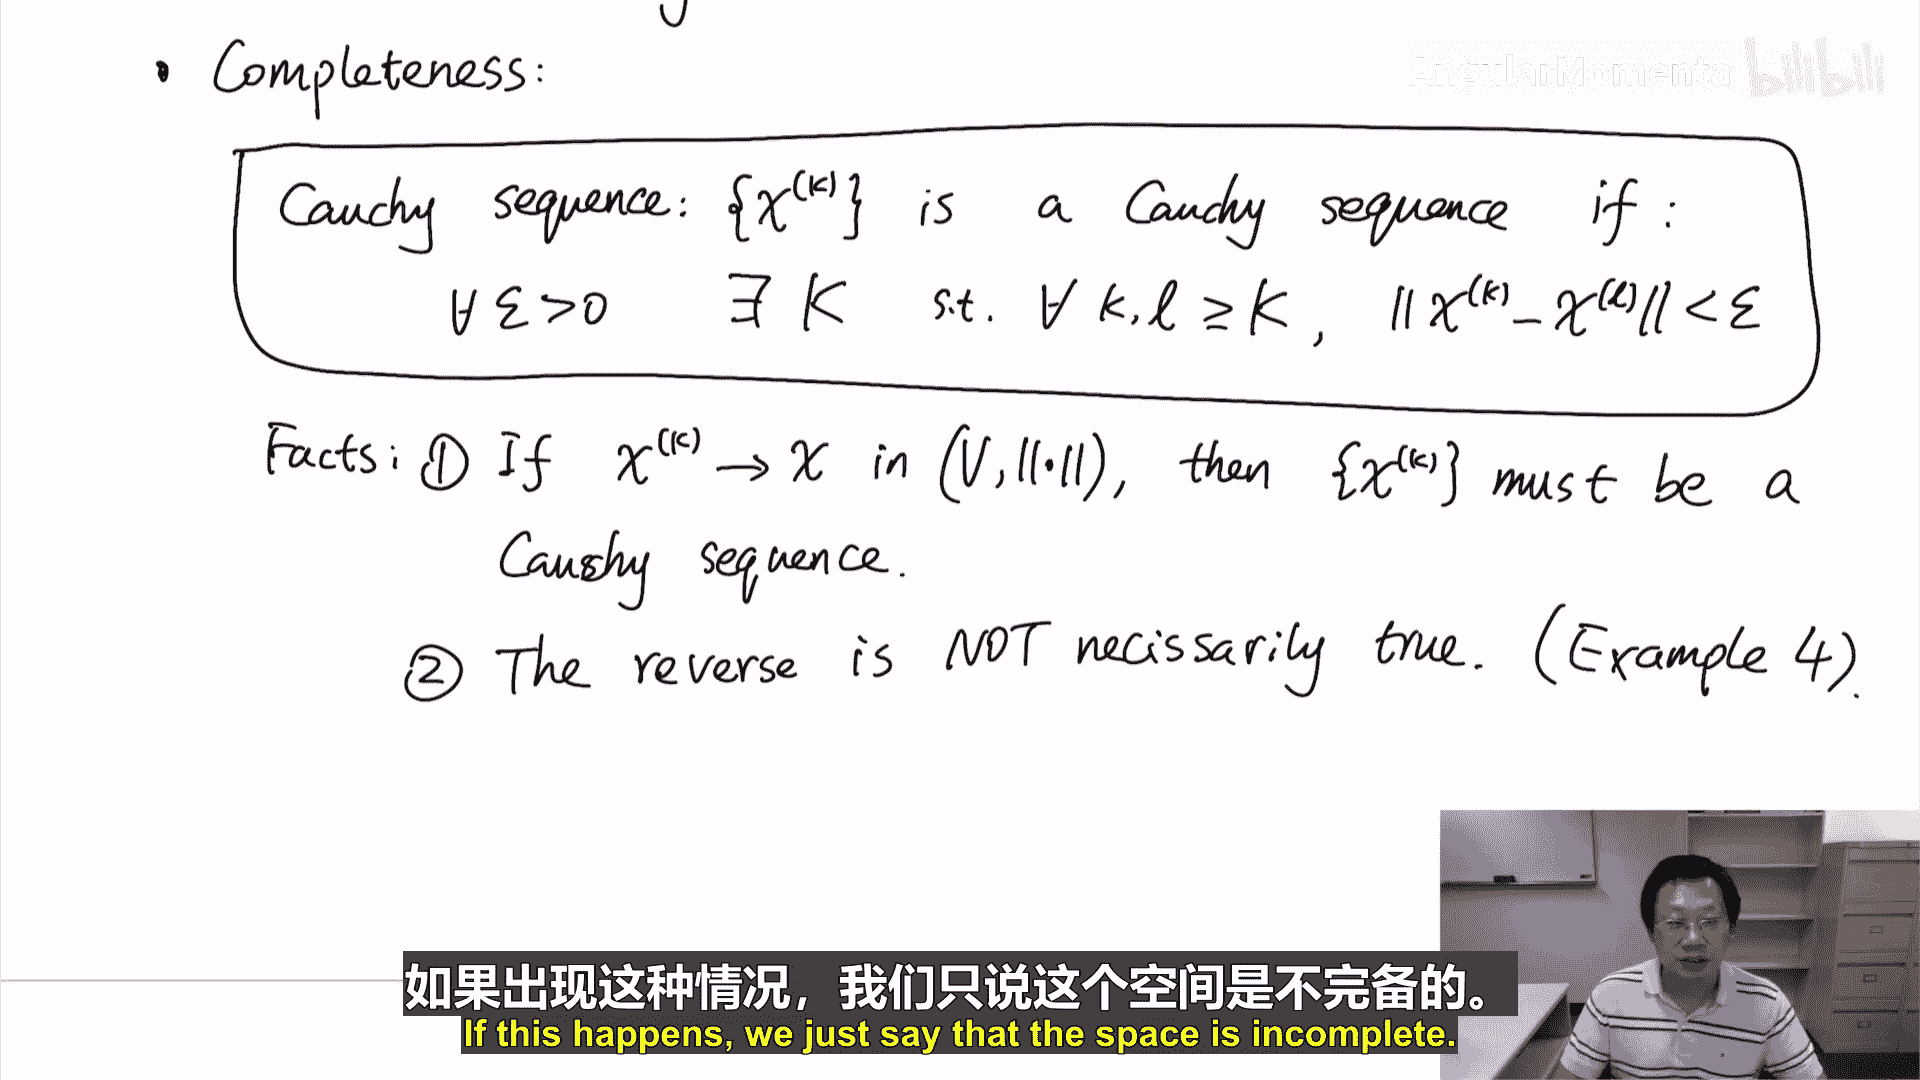 • Completeness:
AngularMomenta bilibili
Cauchy sequence: {x^(k)} is a Cauchy sequence if :
∀ ε > 0 ∃ K s.t. ∀ k, l ≥ K, ||x^(k) - x^(l)|| < ε
Facts: ① If x^(k) → x in (V, ||·||), then {x^(k)} must be a
Cauchy sequence.
② The reverse is NOT necissarily true. (Example 4).
如果出现这种情况，我们只说这个空间是不完备的。
If this happens, we just say that the space is incomplete.